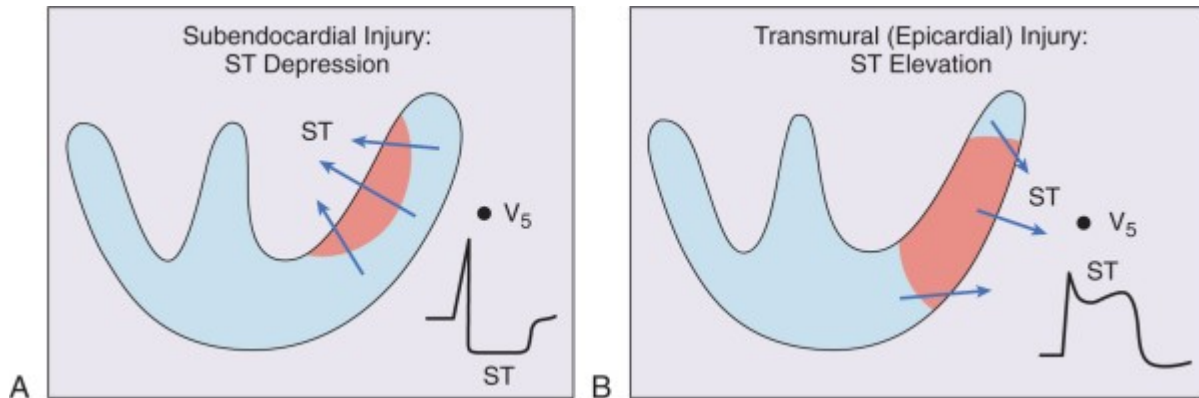 Subendocardial Injury:
ST Depression
ST
V5
ST
A
Transmural (Epicardial) Injury:
ST Elevation
ST
V5
ST
B